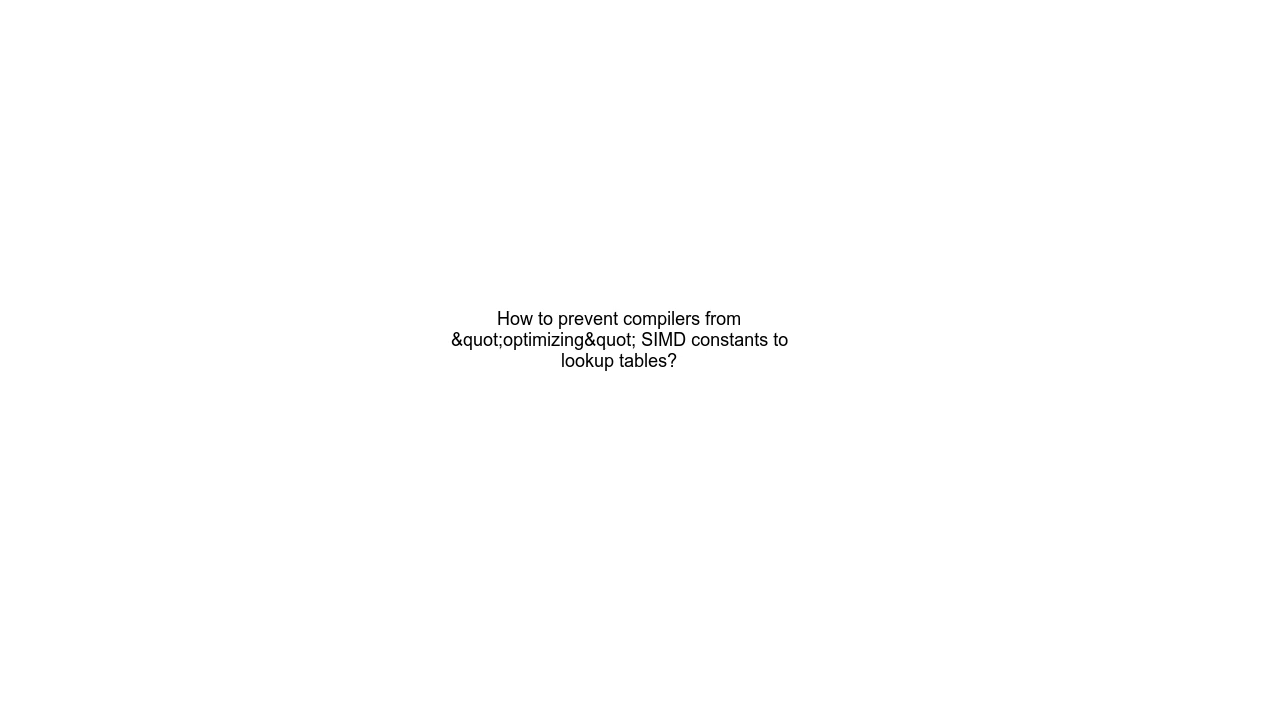 How to prevent compilers from
&quot;optimizing&quot; SIMD constants to
lookup tables?